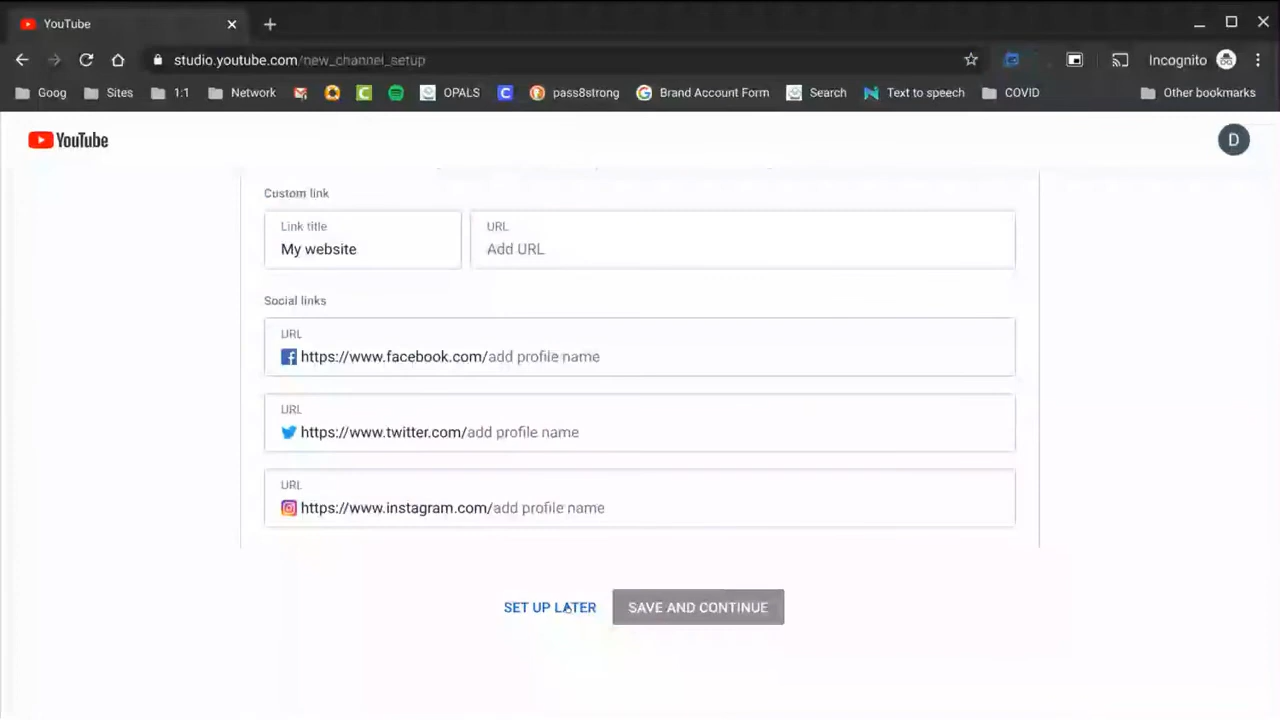 YouTube
studio.youtube.com/new_channel_setup
Incognito
Goog Sites 1:1 Network OPALS pass8strong Brand Account Form Search Text to speech COVID Other bookmarks
YouTube
D
Custom link
Link title
My website
URL
Add URL
Social links
URL
https://www.facebook.com/add profile name
URL
https://www.twitter.com/add profile name
URL
https://www.instagram.com/add profile name
SET UP LATER
SAVE AND CONTINUE